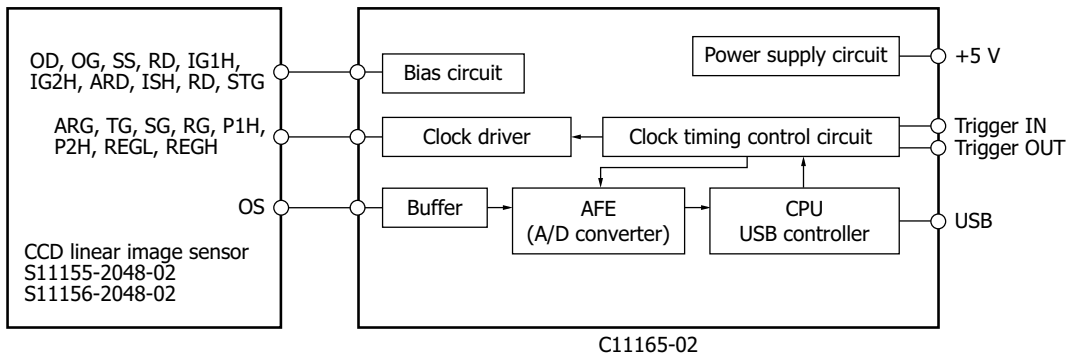 OD, OG, SS, RD, IG1H,
IG2H, ARD, ISH, RD, STG
Bias circuit
Power supply circuit
+5 V
ARG, TG, SG, RG, P1H,
P2H, REGL, REGH
Clock driver
Clock timing control circuit
Trigger IN
Trigger OUT
OS
Buffer
AFE
(A/D converter)
CPU
USB controller
USB
CCD linear image sensor
S11155-2048-02
S11156-2048-02
C11165-02